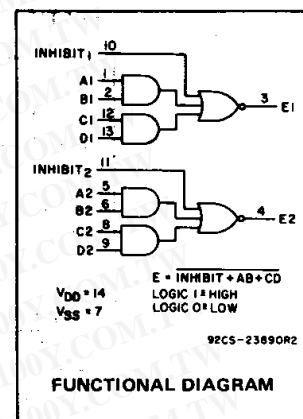 INHIBIT1 10
A1 1
B1 2
C1 12
D1 13
3 E1
INHIBIT2 11
A2 5
B2 6
C2 8
D2 9
4 E2
E = INHIBIT + AB + CD
VDD = 14
LOGIC 1 = HIGH
VSS = 7
LOGIC 0 = LOW
92CS-23890R2
FUNCTIONAL DIAGRAM